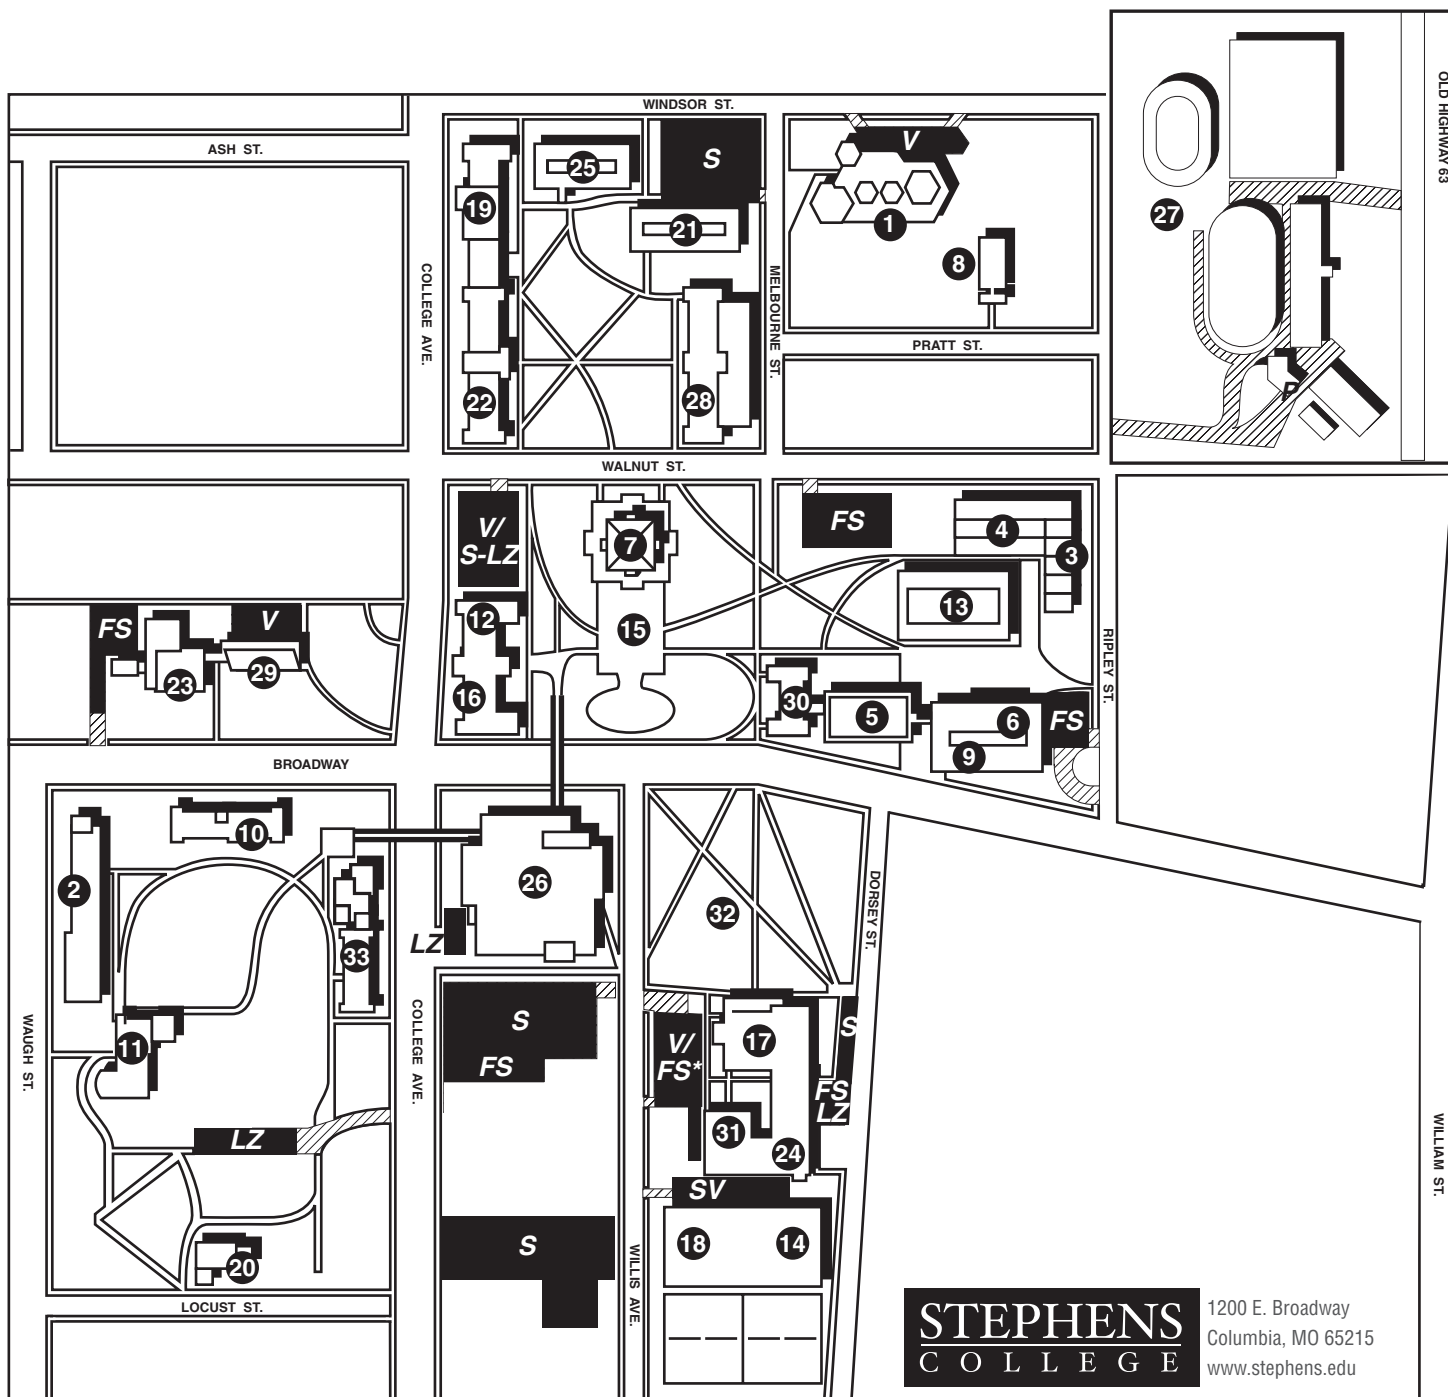 WINDSOR ST.
OLD HIGHWAY 63
ASH ST.
V
S
25
19
21
1
27
8
COLLEGE AVE.
MELBOURNE ST.
PRATT ST.
P
22
28
WALNUT ST.
V/
S-LZ
7
FS
4
3
12
15
13
FS
V
23
29
16
30
5
6
FS
9
RIPLEY ST.
BROADWAY
10
2
26
32
DORSEY ST.
33
LZ
WAUGH ST.
11
COLLEGE AVE.
S
FS
V/
FS*
17
S
FS
LZ
31
24
LZ
SV
18
14
S
20
WILLIS AVE.
WILLIAM ST.
LOCUST ST.
STEPHENS
COLLEGE
1200 E. Broadway
Columbia, MO 65215
www.stephens.edu